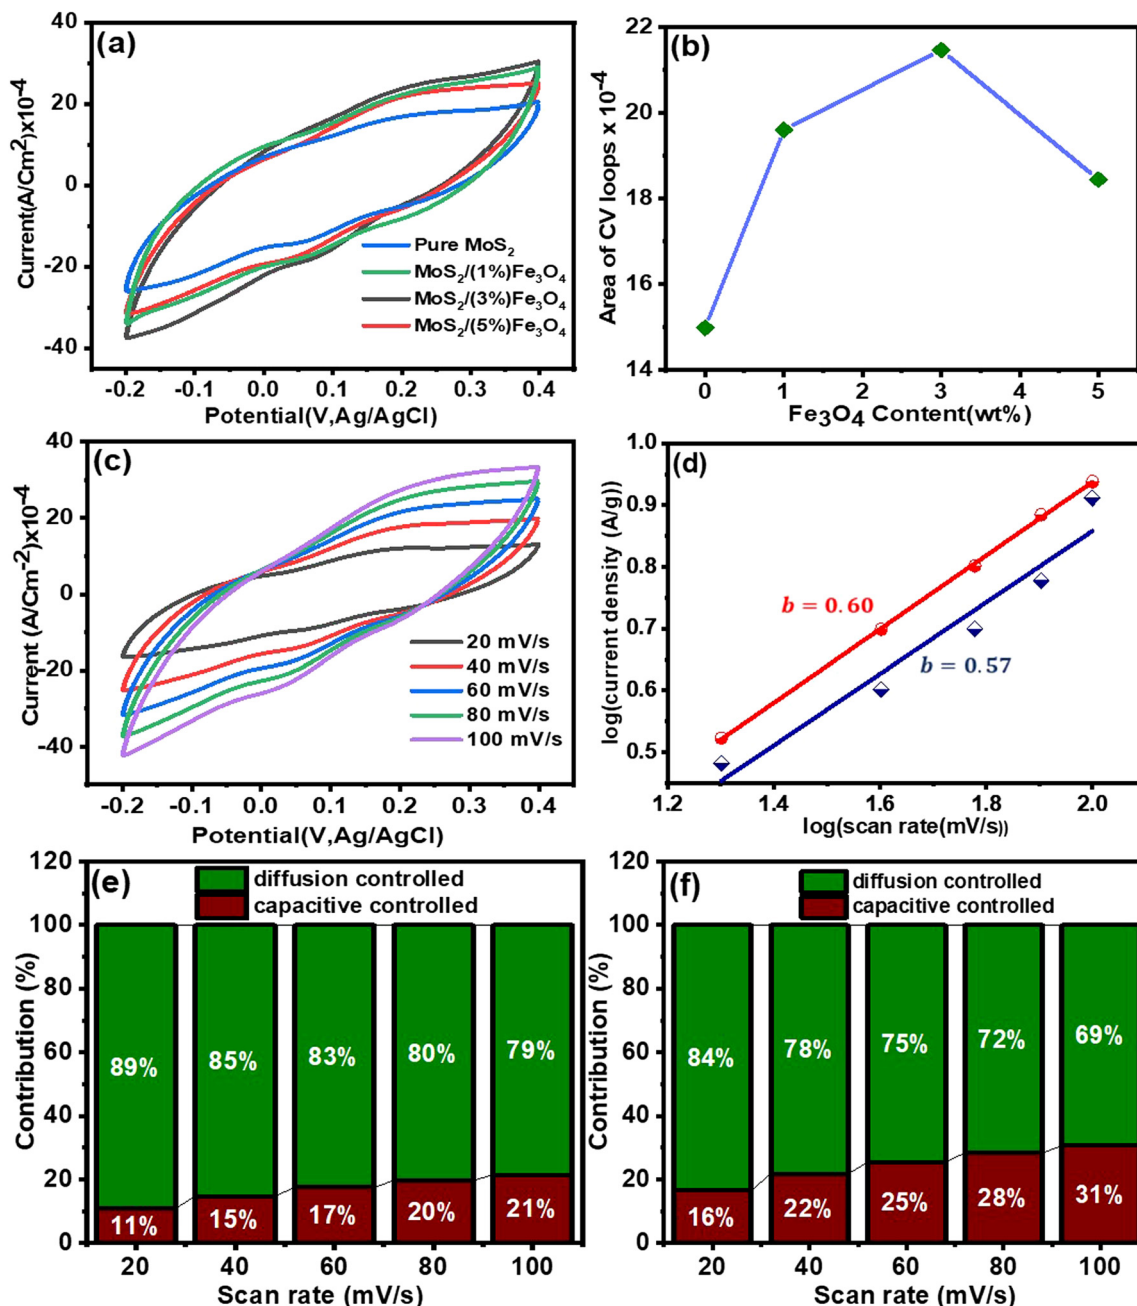 (a)
40
20
0
-20
-40
Current(A/Cm²)x10⁻⁴
Pure MoS₂
MoS₂/(1%)Fe₃O₄
MoS₂/(3%)Fe₃O₄
MoS₂/(5%)Fe₃O₄
-0.2 -0.1 0.0 0.1 0.2 0.3 0.4
Potential(V,Ag/AgCl)
(b)
22
20
18
16
14
Area of CV loops x 10⁻⁴
0 1 2 3 4 5
Fe₃O₄ Content(wt%)
(c)
40
20
0
-20
-40
Current (A/Cm⁻²)x10⁻⁴
20 mV/s
40 mV/s
60 mV/s
80 mV/s
100 mV/s
-0.2 -0.1 0.0 0.1 0.2 0.3 0.4
Potential(V,Ag/AgCl)
(d)
1.0
0.9
0.8
0.7
0.6
0.5
log(current density (A/g))
b = 0.60
b = 0.57
1.2 1.4 1.6 1.8 2.0
log(scan rate(mV/s))
(e)
diffusion controlled
capacitive controlled
120
100
80
60
40
20
0
Contribution (%)
89% 85% 83% 80% 79%
11% 15% 17% 20% 21%
20 40 60 80 100
Scan rate (mV/s)
(f)
diffusion controlled
capacitive controlled
120
100
80
60
40
20
0
Contribution (%)
84% 78% 75% 72% 69%
16% 22% 25% 28% 31%
20 40 60 80 100
Scan rate (mV/s)